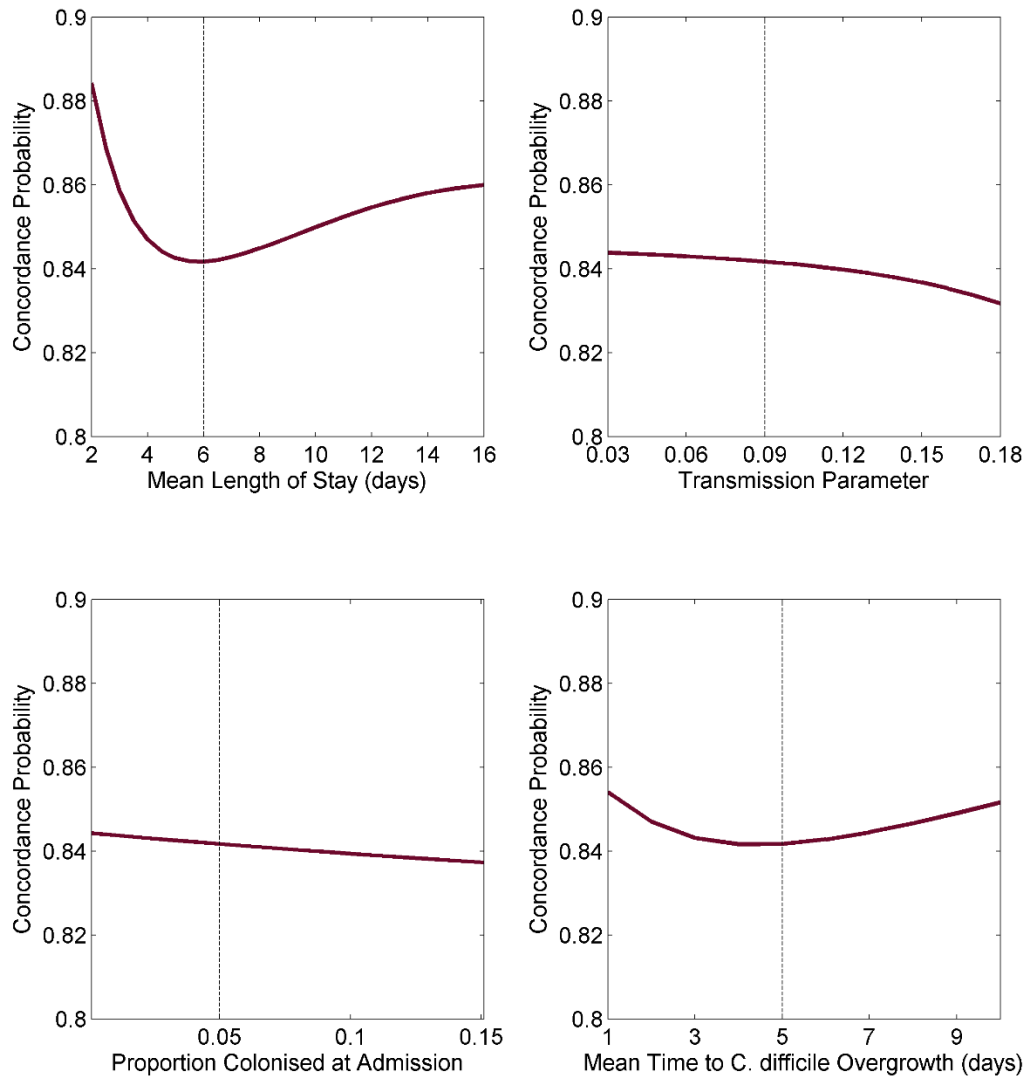 0.9
0.88
0.86
0.84
0.82
0.8
Concordance Probability
2 4 6 8 10 12 14 16
Mean Length of Stay (days)
0.9
0.88
0.86
0.84
0.82
0.8
Concordance Probability
0.03 0.06 0.09 0.12 0.15 0.18
Transmission Parameter
0.9
0.88
0.86
0.84
0.82
0.8
Concordance Probability
0.05 0.1 0.15
Proportion Colonised at Admission
0.9
0.88
0.86
0.84
0.82
0.8
Concordance Probability
1 3 5 7 9
Mean Time to C. difficile Overgrowth (days)